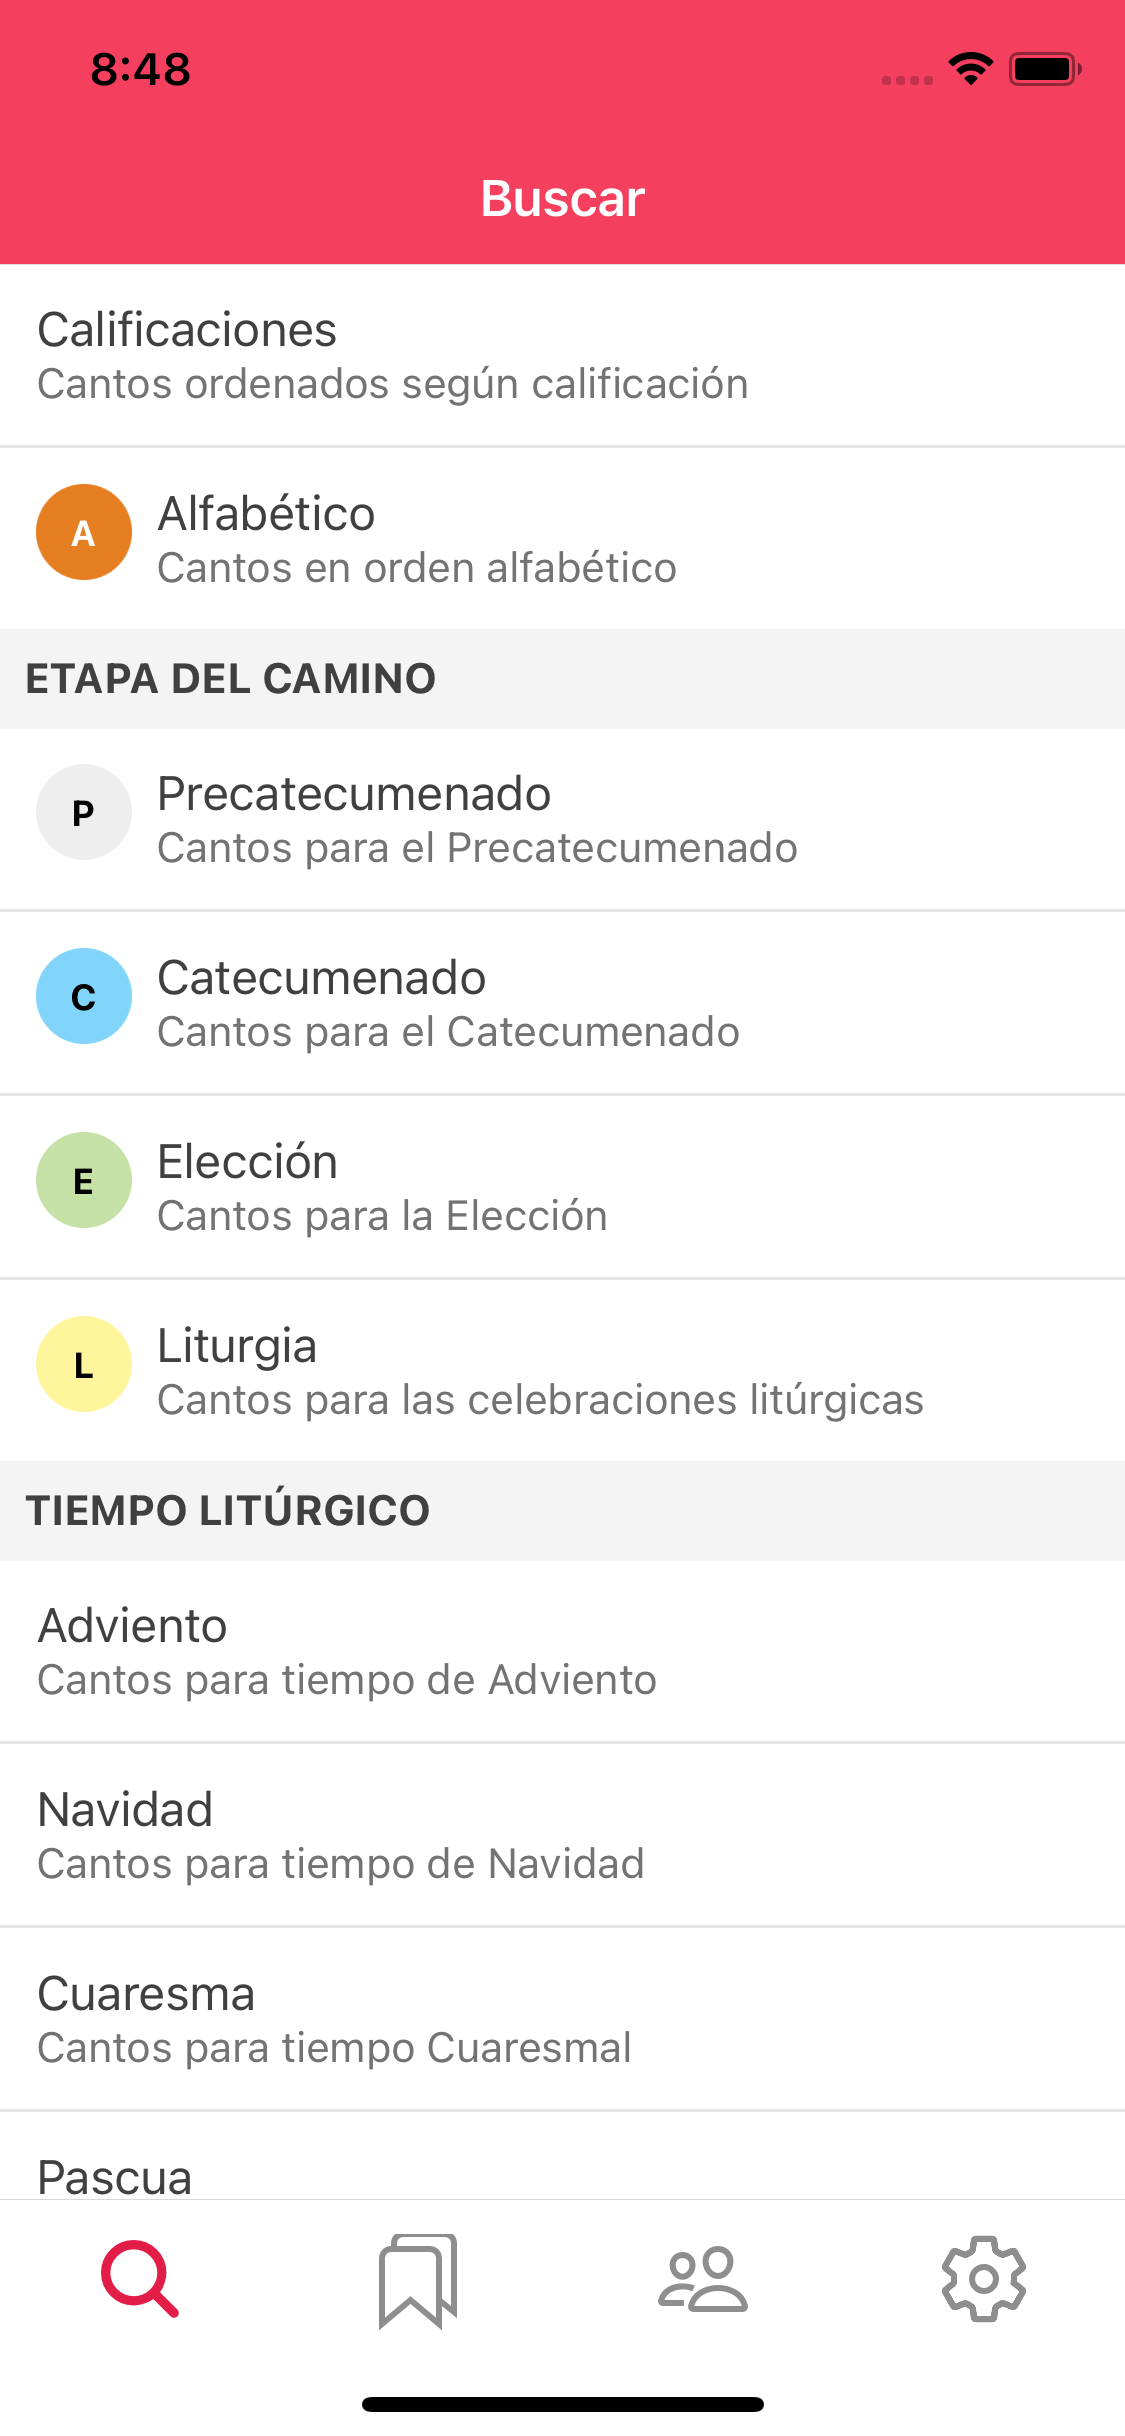 8:48
Buscar
Calificaciones
Cantos ordenados según calificación
A
Alfabético
Cantos en orden alfabético
ETAPA DEL CAMINO
P
Precatecumenado
Cantos para el Precatecumenado
C
Catecumenado
Cantos para el Catecumenado
E
Elección
Cantos para la Elección
L
Liturgia
Cantos para las celebraciones litúrgicas
TIEMPO LITÚRGICO
Adviento
Cantos para tiempo de Adviento
Navidad
Cantos para tiempo de Navidad
Cuaresma
Cantos para tiempo Cuaresmal
Pascua